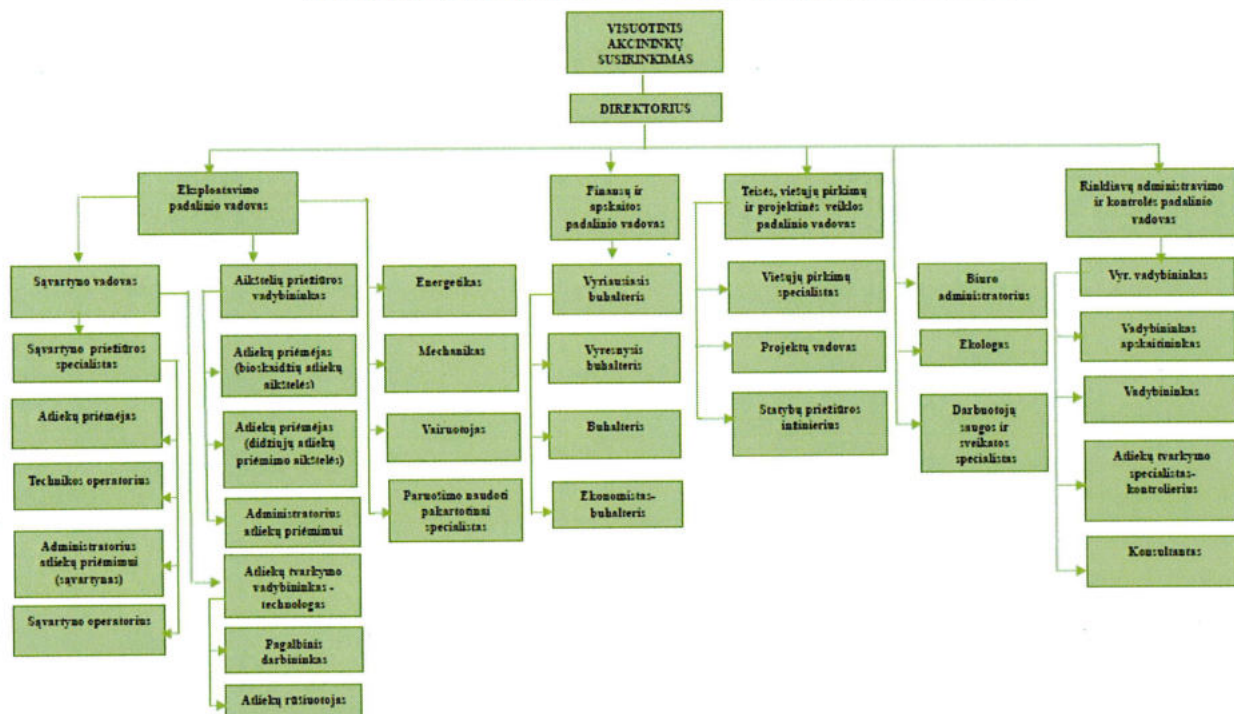 VISUOTINIS
AKCININKŲ
SUSIRINKIMAS
DIREKTORIUS
Eksploatavimo
padalinio vadovas
Finansų ir
apskaitos
padalinio vadovas
Teisės, viešųjų pirkimų
ir projektinės veiklos
padalinio vadovas
Rinkliavų administravimo
ir kontrolės padalinio
vadovas
Sąvartyno vadovas
Sąvartyno priežiūros
specialistas
Atliekų priėmėjas
Technikos operatorius
Administratorius
atliekų priėmimui
(sąvartynas)
Sąvartyno operatorius
Aikštelių priežiūros
vadybininkas
Atliekų priėmėjas
(bioskaidžių atliekų
aikštelės)
Atliekų priėmėjas
(didžiųjų atliekų
priėmimo aikštelės)
Administratorius
atliekų priėmimui
Atliekų tvarkymo
vadybininkas -
technologas
Pagalbinis
darbininkas
Atliekų rūšiuotojas
Energetikas
Mechanikas
Vairuotojas
Paruošimo naudoti
pakartotinai
specialistas
Vyriausiasis
buhalteris
Vyresnysis
buhalteris
Buhalteris
Ekonomistas-
buhalteris
Viešųjų pirkimų
specialistas
Projektų vadovas
Statybų priežiūros
inžinierius
Biuro
administratorius
Ekologas
Darbuotojų
saugos ir
sveikatos
specialistas
Vyr. vadybininkas
Vadybininkas
apskaitininkas
Vadybininkas
Atliekų tvarkymo
specialistas-
kontrolierius
Konsultantas